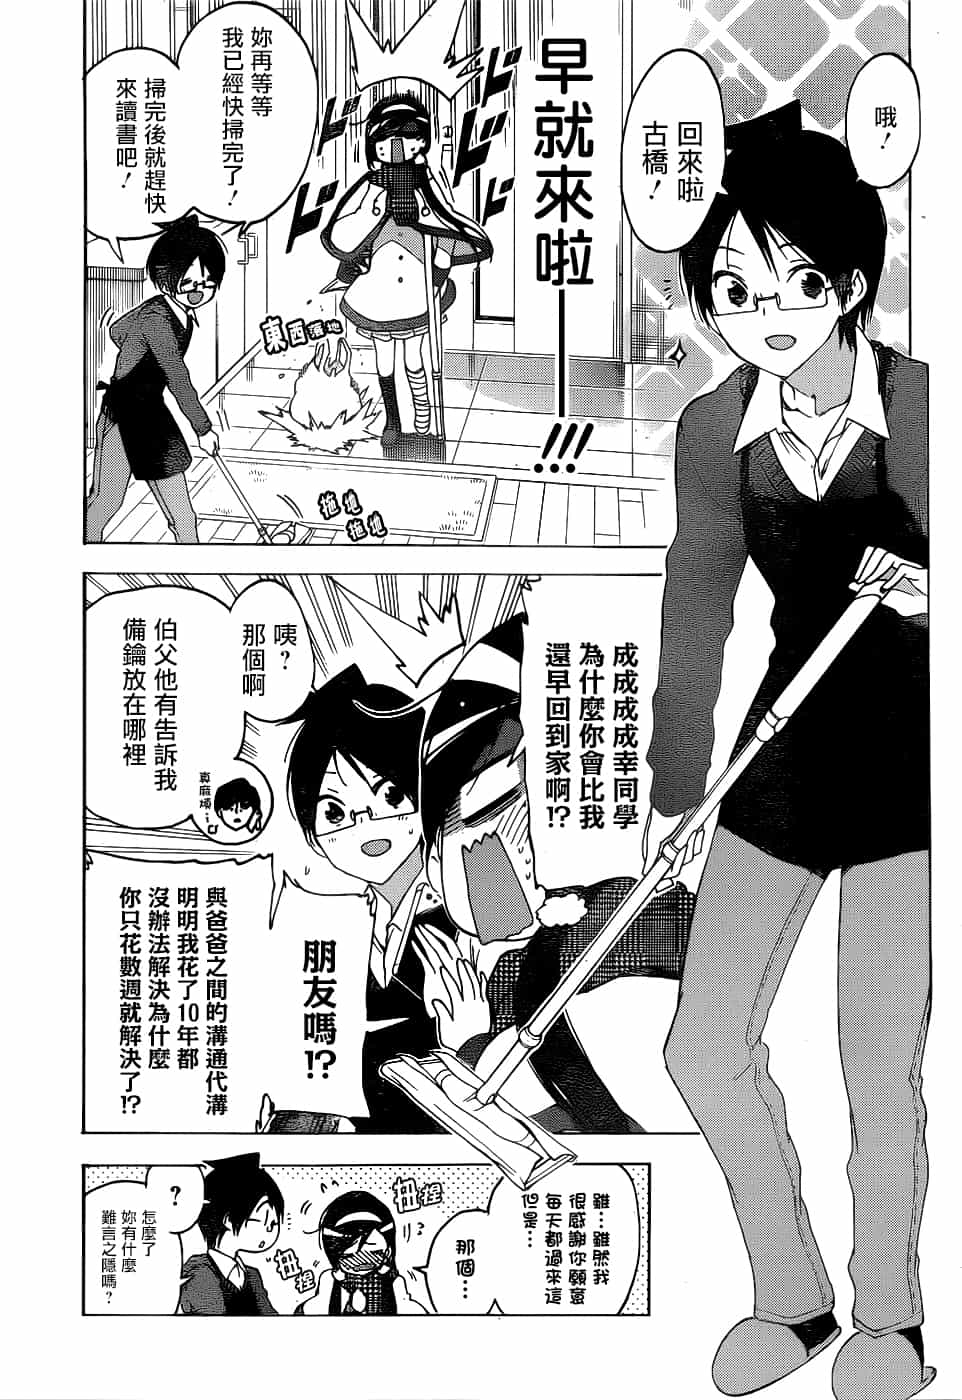 哦！
回來啦
古橋！
早就來啦——!!!
ドドドド
妳再等等
我已經快掃完了！
掃完後就趕快
來讀書吧！
東西落地
拖地
拖地
成成成成幸同學
為什麼你會比我
還早回到家啊!?
咦？
那個啊
伯父他有告訴我
備鑰放在哪裡
真麻煩…♪
朋友嗎!?
與爸爸之間的溝通代溝
明明我花了10年都
沒辦法解決為什麼
你只花數週就解決了!?
雖…雖然我
很感謝你願意
每天都過來這
但是…
那個…
扭捏
扭捏
？
怎麼了
妳有什麼
難言之隱嗎？